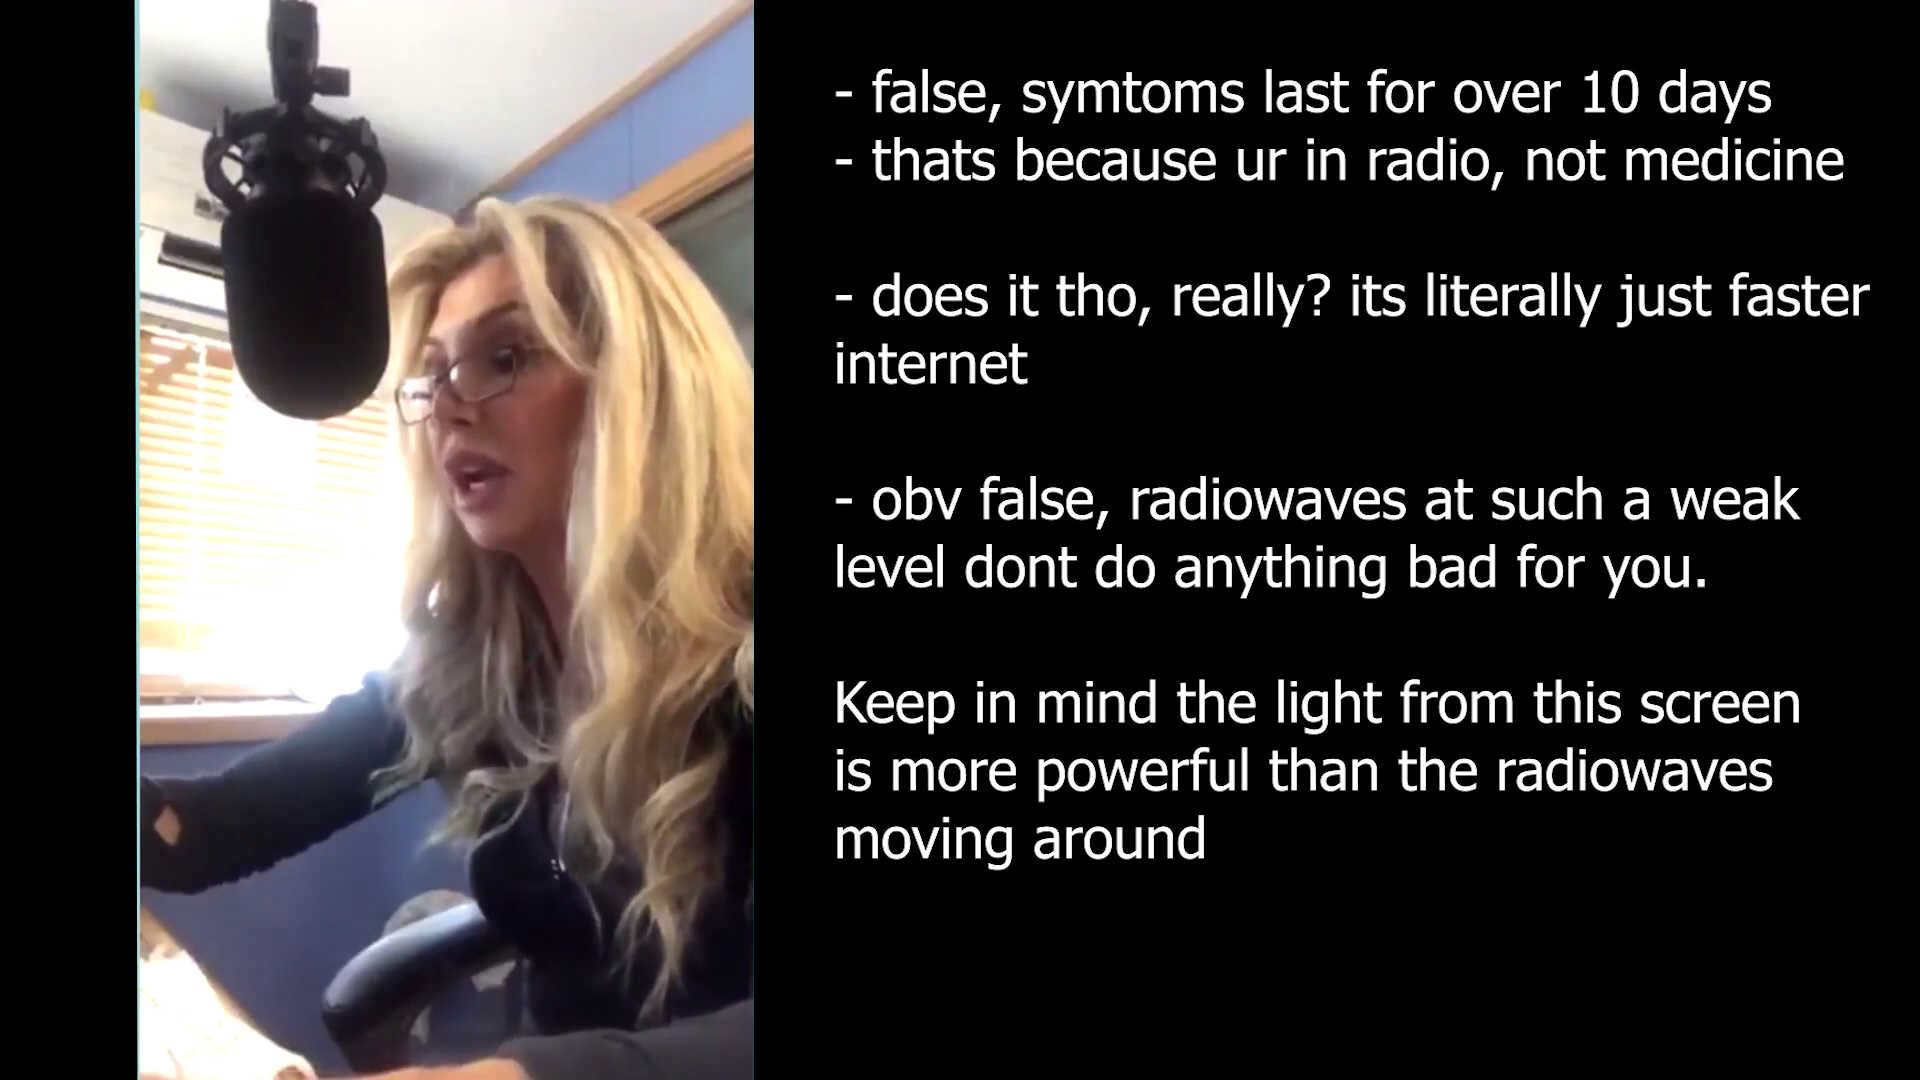 - false, symtoms last for over 10 days
- thats because ur in radio, not medicine
- does it tho, really? its literally just faster
internet
- obv false, radiowaves at such a weak
level dont do anything bad for you.
Keep in mind the light from this screen
is more powerful than the radiowaves
moving around